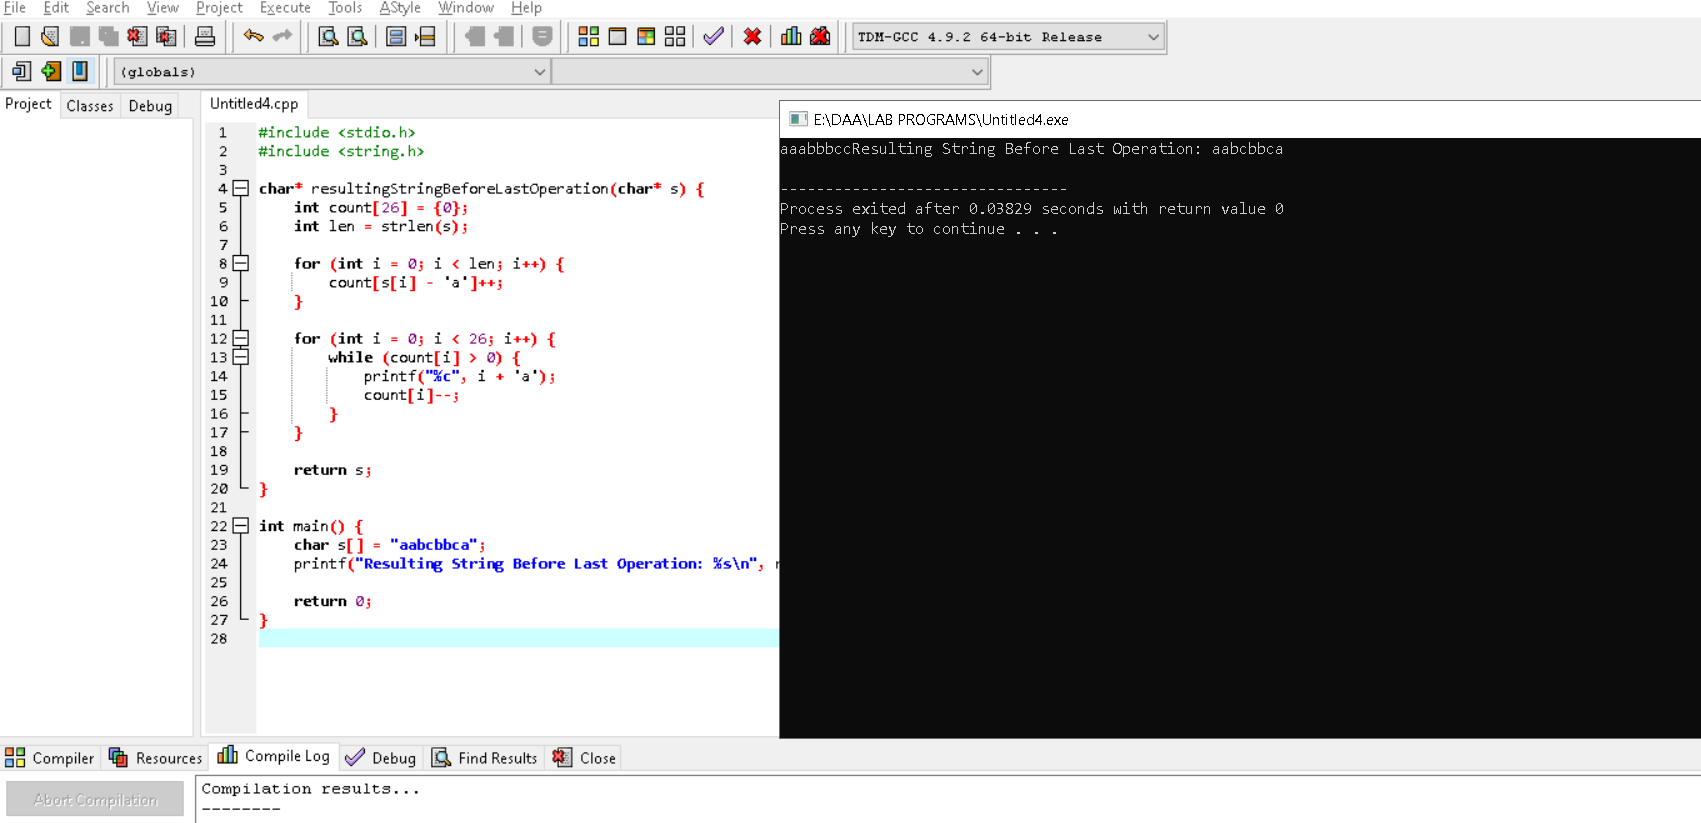 File Edit Search View Project Execute Tools AStyle Window Help
TDM-GCC 4.9.2 64-bit Release
(globals)
Project Classes Debug
Untitled4.cpp
1 #include <stdio.h>
2 #include <string.h>
3
4 char* resultingStringBeforeLastOperation(char* s) {
5 int count[26] = {0};
6 int len = strlen(s);
7
8 for (int i = 0; i < len; i++) {
9 count[s[i] - 'a']++;
10 }
11
12 for (int i = 0; i < 26; i++) {
13 while (count[i] > 0) {
14 printf("%c", i + 'a');
15 count[i]--;
16 }
17 }
18
19 return s;
20 }
21
22 int main() {
23 char s[] = "aabcbbca";
24 printf("Resulting String Before Last Operation: %s\n",
25
26 return 0;
27 }
28
E:\DAA\LAB PROGRAMS\Untitled4.exe
aaabbbccResulting String Before Last Operation: aabcbbca
--------------------------------
Process exited after 0.03829 seconds with return value 0
Press any key to continue . . .
Compiler Resources Compile Log Debug Find Results Close
Abort Compilation
Compilation results...
--------